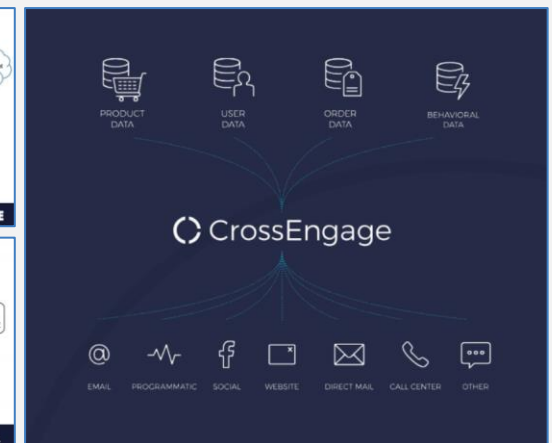 PRODUCT
DATA
USER
DATA
ORDER
DATA
BEHAVIORAL
DATA
CrossEngage
@
EMAIL
PROGRAMMATIC
SOCIAL
WEBSITE
DIRECT MAIL
CALL CENTER
OTHER